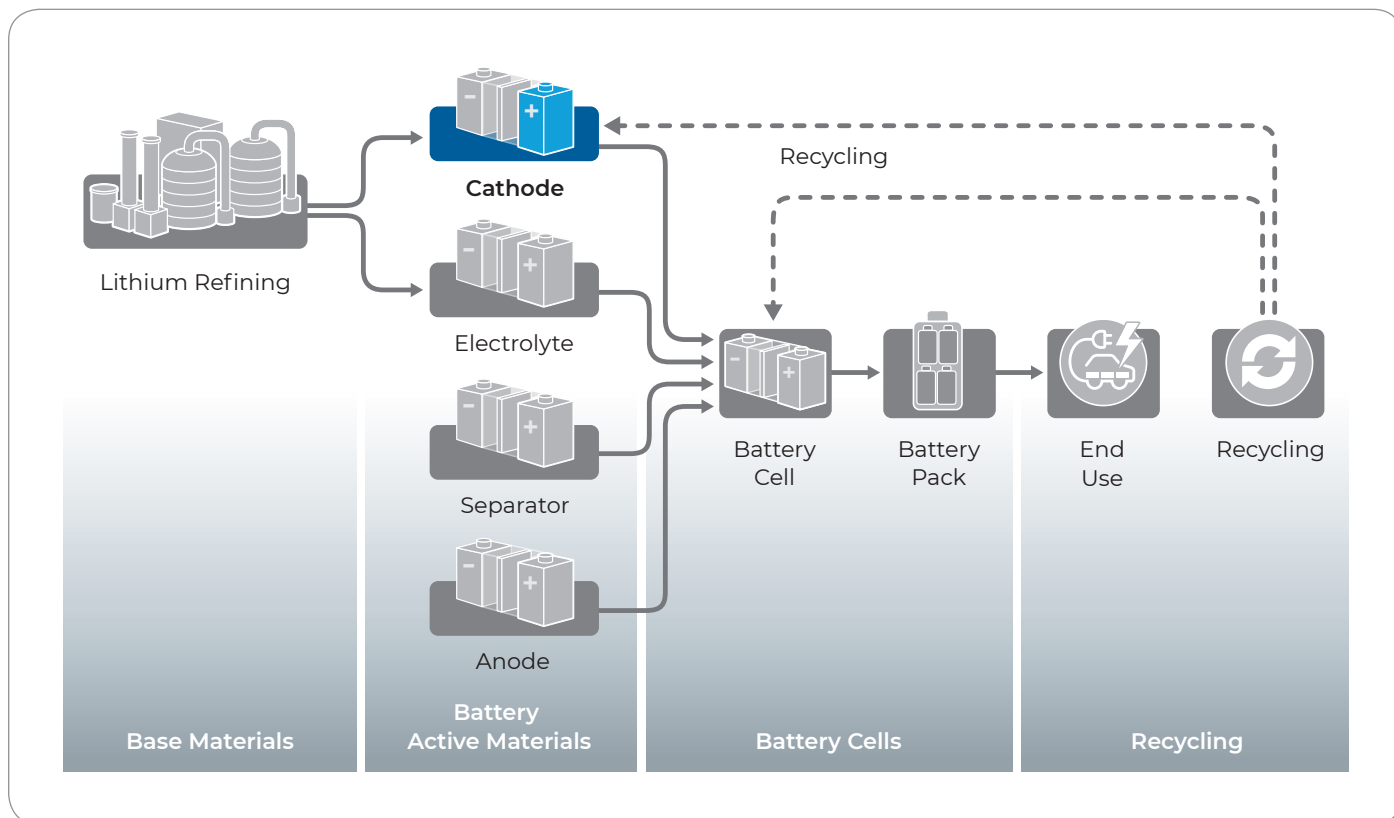 Recycling
Cathode
Lithium Refining
Electrolyte
Separator
Anode
Battery
Cell
Battery
Pack
End
Use
Recycling
Base Materials
Battery
Active Materials
Battery Cells
Recycling